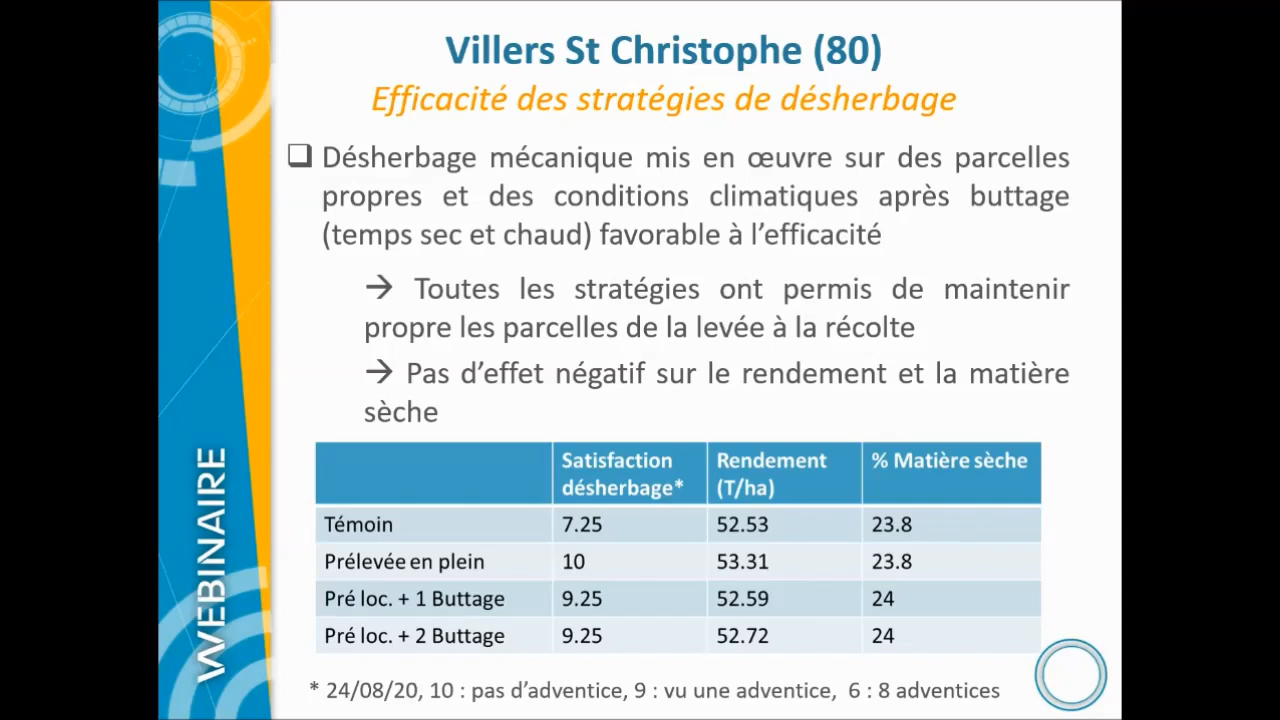 Villers St Christophe (80)
Efficacité des stratégies de désherbage
Désherbage mécanique mis en œuvre sur des parcelles
propres et des conditions climatiques après buttage
(temps sec et chaud) favorable à l'efficacité
→ Toutes les stratégies ont permis de maintenir
propre les parcelles de la levée à la récolte
→ Pas d'effet négatif sur le rendement et la matière
sèche
Satisfaction désherbage* Rendement (T/ha) % Matière sèche
Témoin 7.25 52.53 23.8
Prélevée en plein 10 53.31 23.8
Pré loc. + 1 Buttage 9.25 52.59 24
Pré loc. + 2 Buttage 9.25 52.72 24
* 24/08/20, 10 : pas d'adventice, 9 : vu une adventice, 6 : 8 adventices
WEBINAIRE